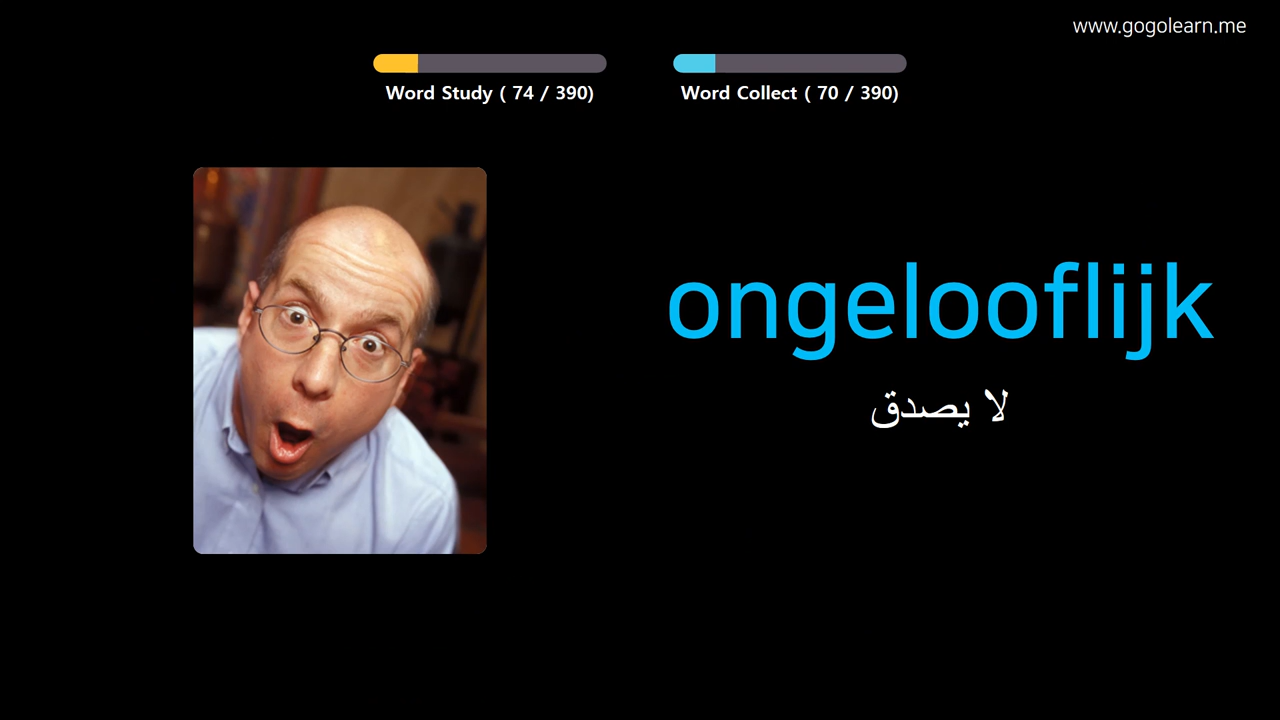 www.gogolearn.me
Word Study ( 74 / 390)
Word Collect ( 70 / 390)
ongelooflijk
لا يصدق